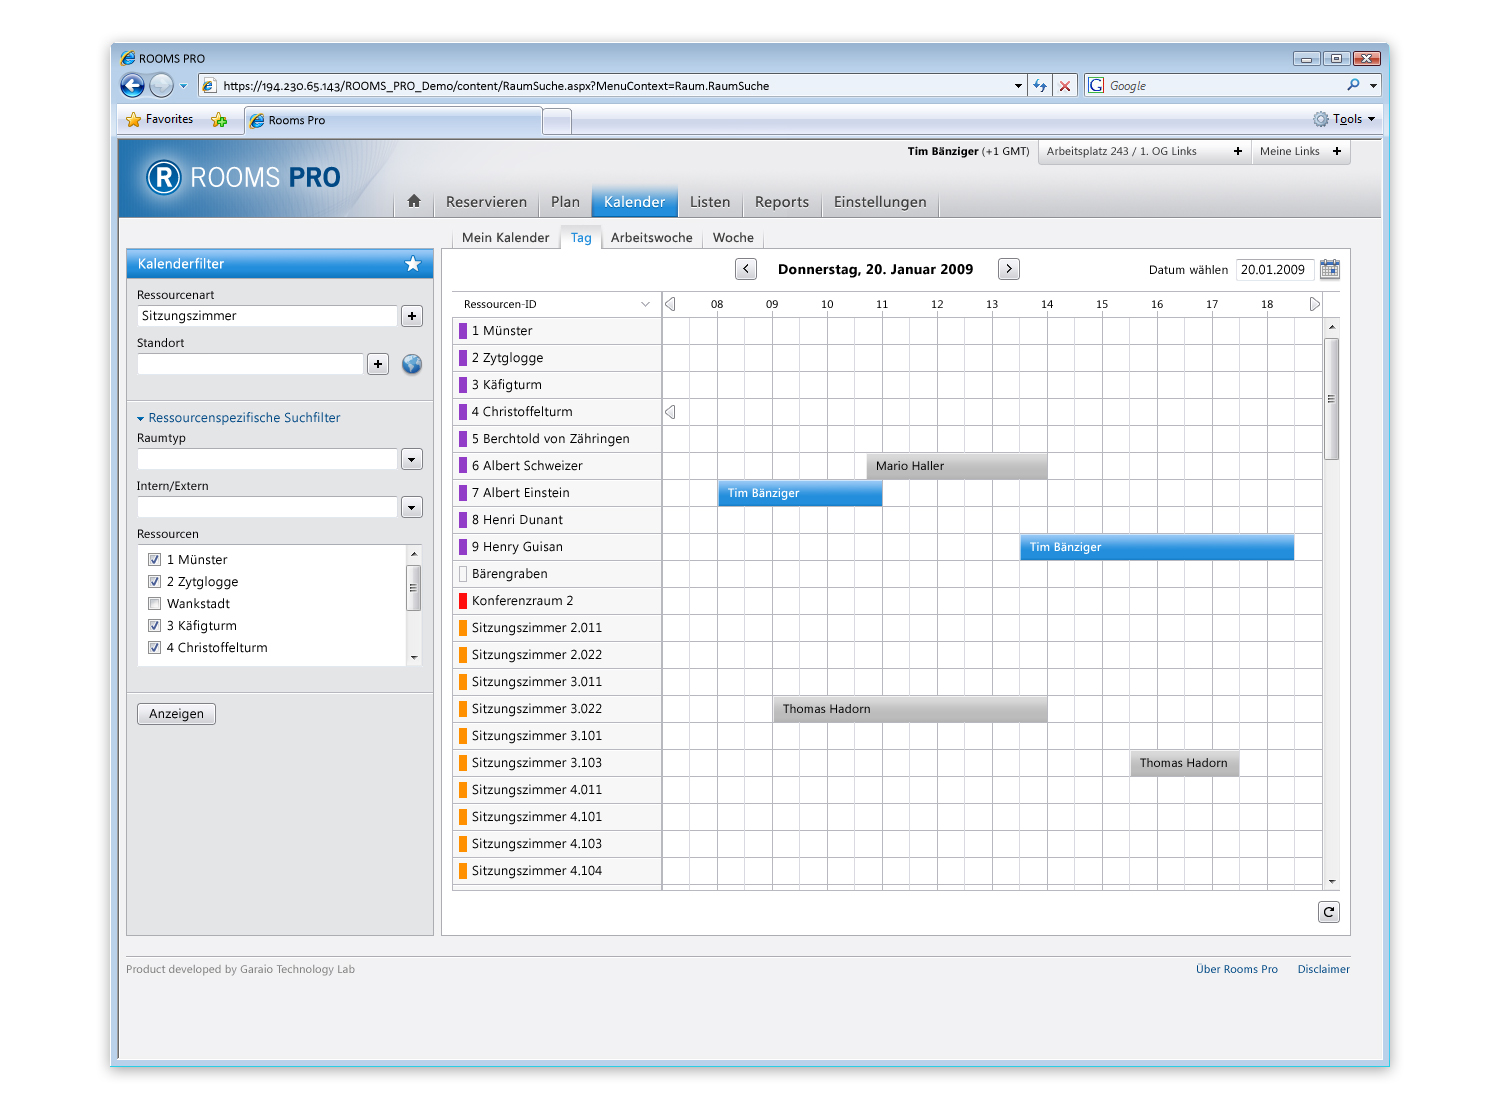 ROOMS PRO
https://194.230.65.143/ROOMS_PRO_Demo/content/RaumSuche.aspx?MenuContext=Raum.RaumSuche
Google
Favorites
Rooms Pro
Tools
Tim Bänziger (+1 GMT)
Arbeitsplatz 243 / 1. OG Links +
Meine Links +
R ROOMS PRO
Reservieren
Plan
Kalender
Listen
Reports
Einstellungen
Mein Kalender
Tag
Arbeitswoche
Woche
Kalenderfilter
Ressourcenart
Sitzungszimmer
+
Standort
+
Ressourcenspezifische Suchfilter
Raumtyp
Intern/Extern
Ressourcen
1 Münster
2 Zytglogge
Wankstadt
3 Käfigturm
4 Christoffelturm
Anzeigen
Donnerstag, 20. Januar 2009
Datum wählen 20.01.2009
Ressourcen-ID
08 09 10 11 12 13 14 15 16 17 18
1 Münster
2 Zytglogge
3 Käfigturm
4 Christoffelturm
5 Berchtold von Zähringen
6 Albert Schweizer
Mario Haller
7 Albert Einstein
Tim Bänziger
8 Henri Dunant
9 Henry Guisan
Tim Bänziger
Bärengraben
Konferenzraum 2
Sitzungszimmer 2.011
Sitzungszimmer 2.022
Sitzungszimmer 3.011
Sitzungszimmer 3.022
Thomas Hadorn
Sitzungszimmer 3.101
Sitzungszimmer 3.103
Thomas Hadorn
Sitzungszimmer 4.011
Sitzungszimmer 4.101
Sitzungszimmer 4.103
Sitzungszimmer 4.104
Product developed by Garaio Technology Lab
Über Rooms Pro
Disclaimer